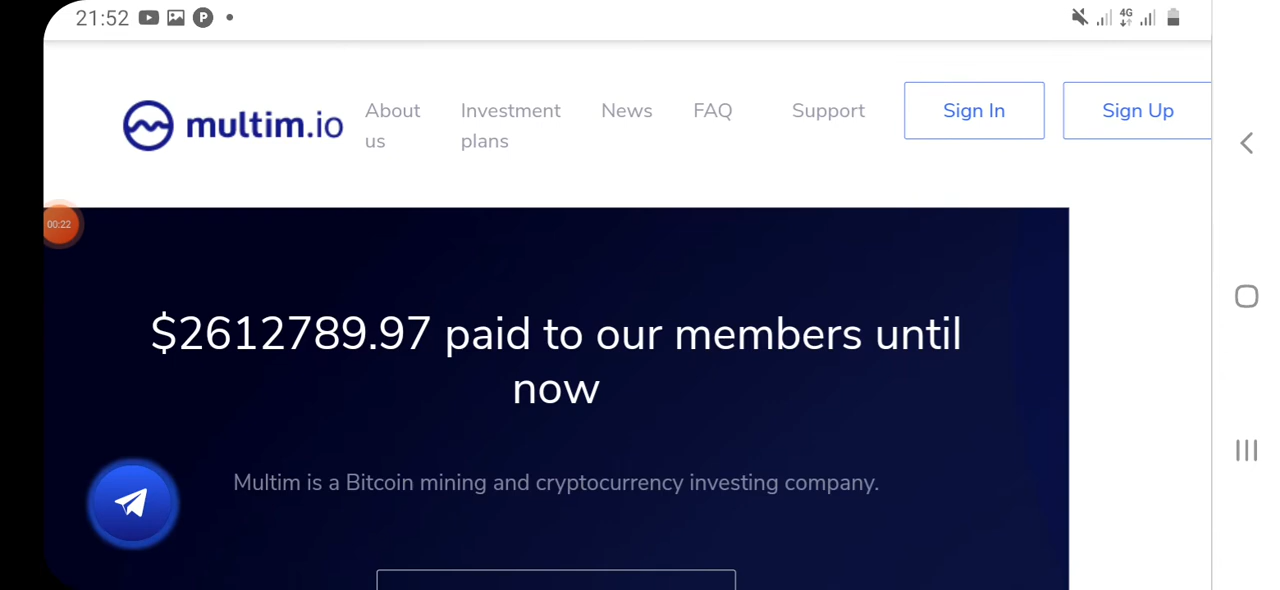 21:52
4G
multim.io
About us
Investment plans
News
FAQ
Support
Sign In
Sign Up
00:22
$2612789.97 paid to our members until
now
Multim is a Bitcoin mining and cryptocurrency investing company.